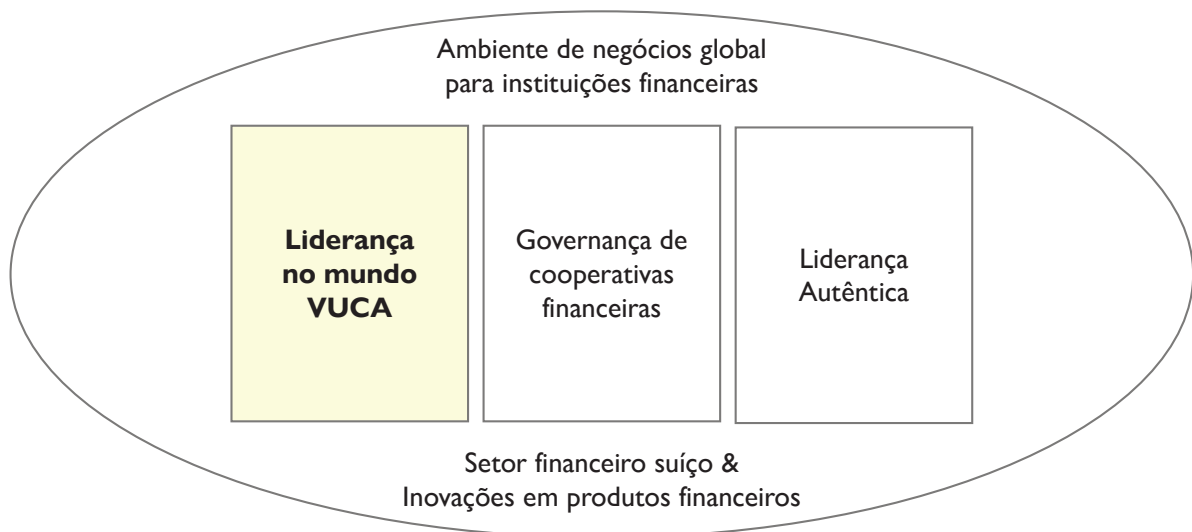 Ambiente de negócios global
para instituições financeiras
Liderança
no mundo
VUCA
Governança de
cooperativas
financeiras
Liderança
Autêntica
Setor financeiro suíço &
Inovações em produtos financeiros